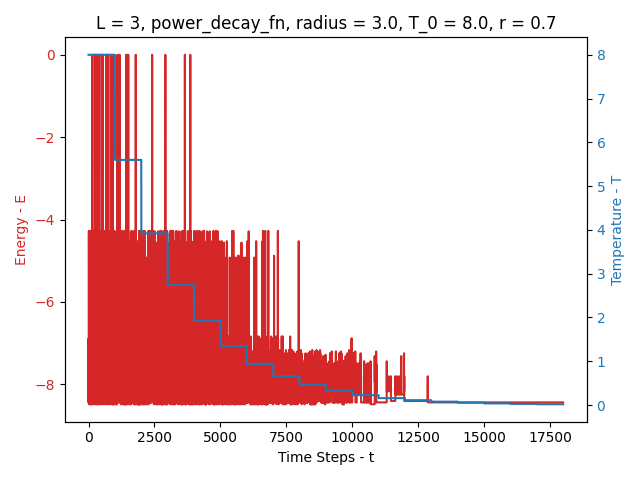 L = 3, power_decay_fn, radius = 3.0, T_0 = 8.0, r = 0.7
Energy - E
0
−2
−4
−6
−8
8
7
6
5
4
3
2
1
0
Temperature - T
0 2500 5000 7500 10000 12500 15000 17500
Time Steps - t